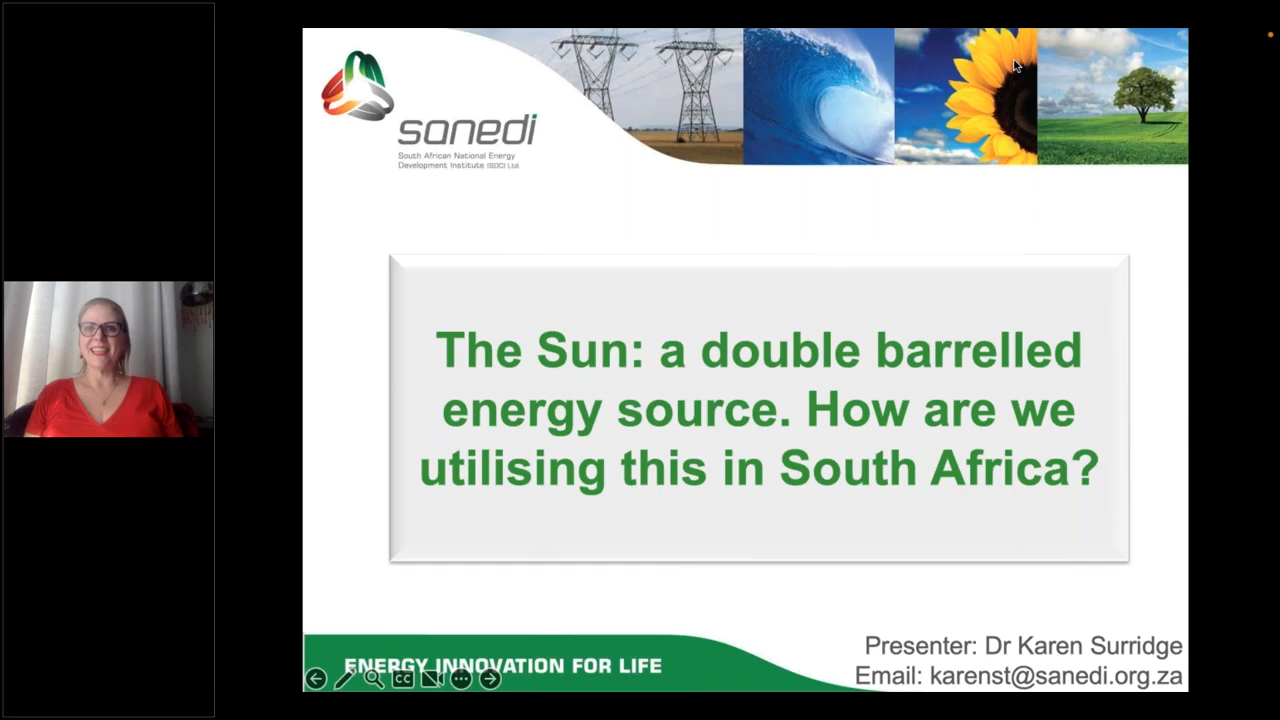 sanedi
South African National Energy
Development Institute (SOC) Ltd.
The Sun: a double barrelled
energy source. How are we
utilising this in South Africa?
ENERGY INNOVATION FOR LIFE
CC
Presenter: Dr Karen Surridge
Email: karenst@sanedi.org.za